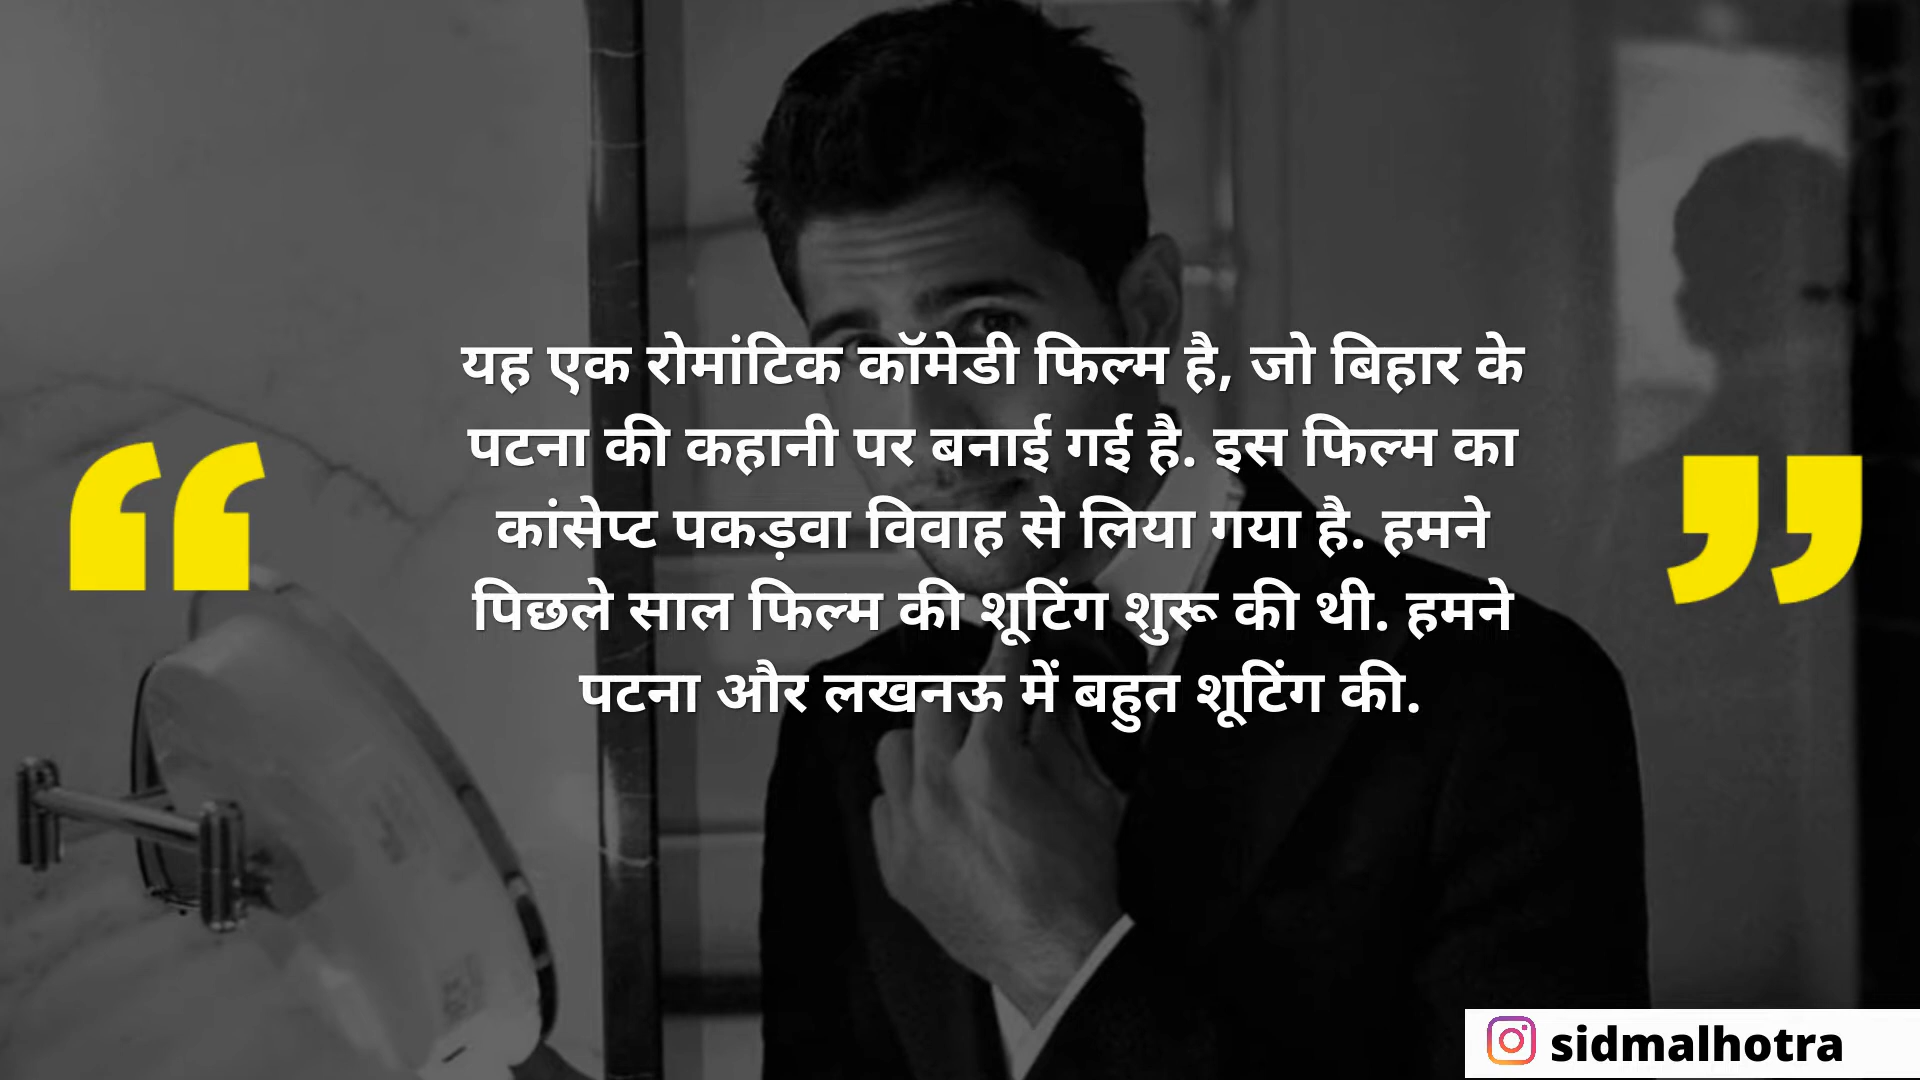 यह एक रोमांटिक कॉमेडी फिल्म है, जो बिहार के
पटना की कहानी पर बनाई गई है. इस फिल्म का
कांसेप्ट पकड़वा विवाह से लिया गया है. हमने
पिछले साल फिल्म की शूटिंग शुरू की थी. हमने
पटना और लखनऊ में बहुत शूटिंग की.
sidmalhotra